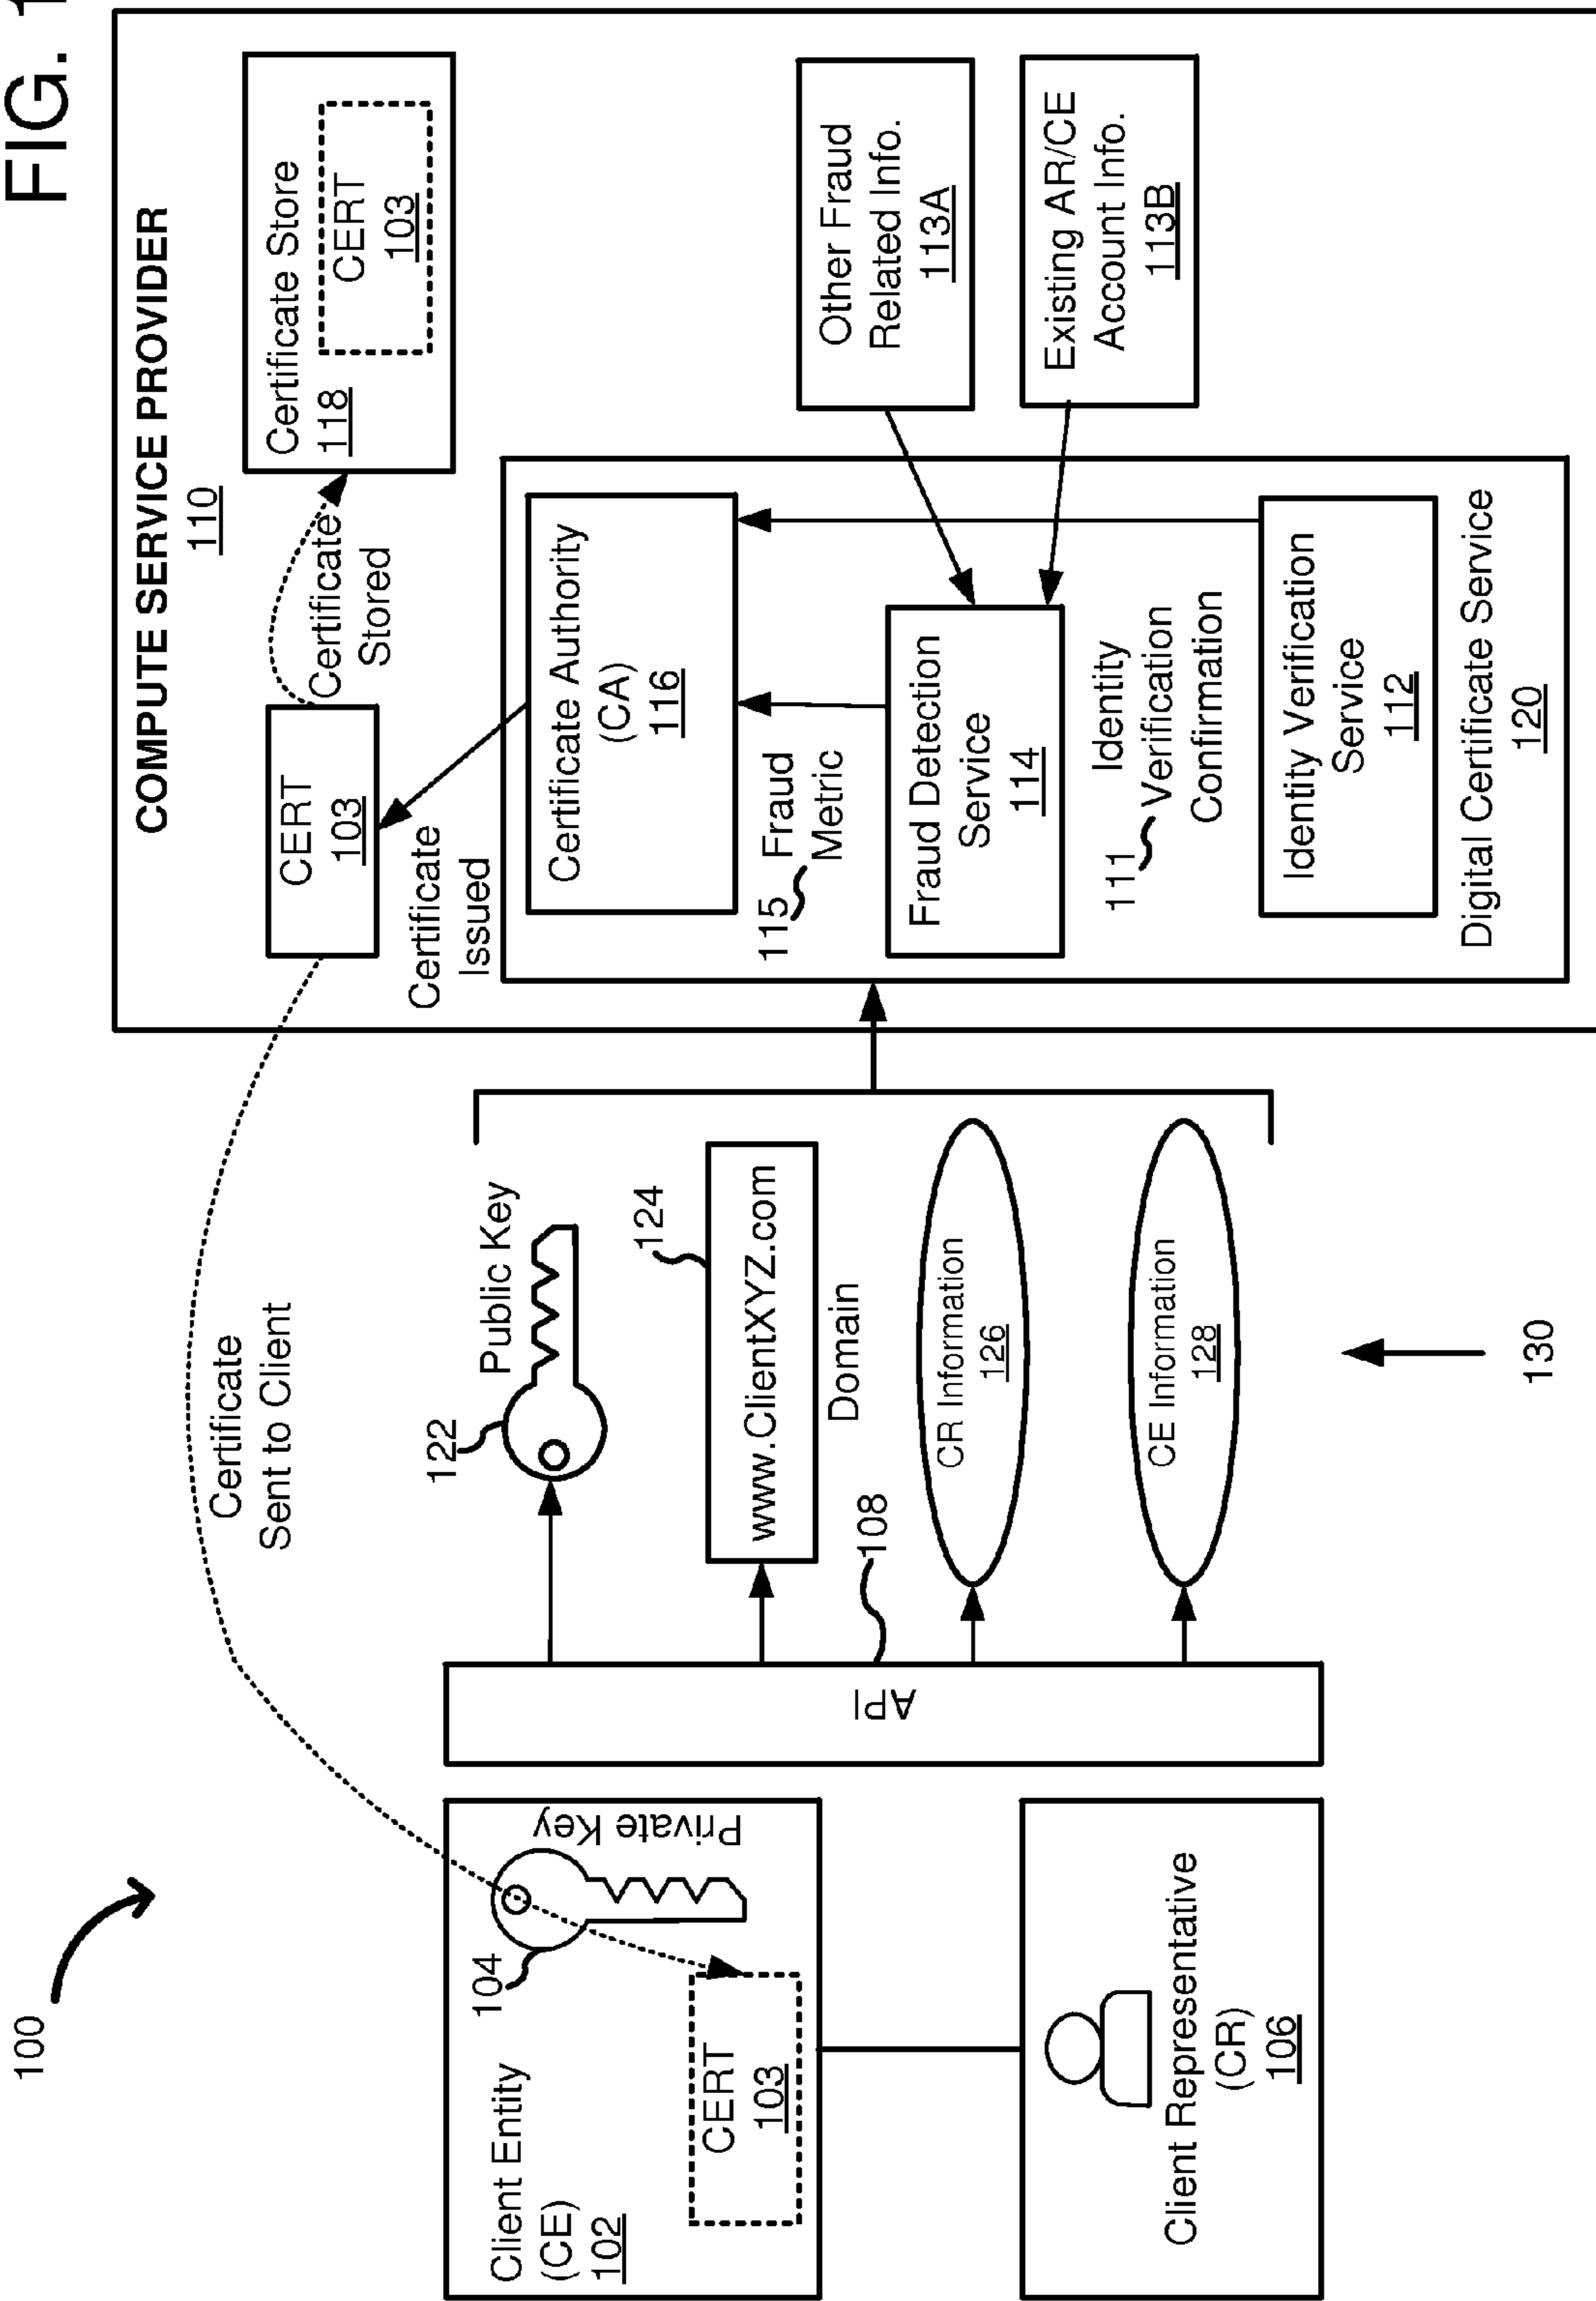 FIG. 1
100
COMPUTE SERVICE PROVIDER
110
Certificate
Sent to Client
CERT
103
Certificate
Stored
Certificate Store
118
CERT
103
Certificate
Issued
Client Entity
(CE)
102
104
Private Key
CERT
103
Client Representative
(CR)
106
API
108
122
Public Key
124
www.ClientXYZ.com
Domain
CR Information
126
CE Information
128
130
Certificate Authority
(CA)
116
115
Fraud
Metric
Fraud Detection
Service
114
111
Identity
Verification
Confirmation
Identity Verification
Service
112
Digital Certificate Service
120
Other Fraud
Related Info.
113A
Existing AR/CE
Account Info.
113B